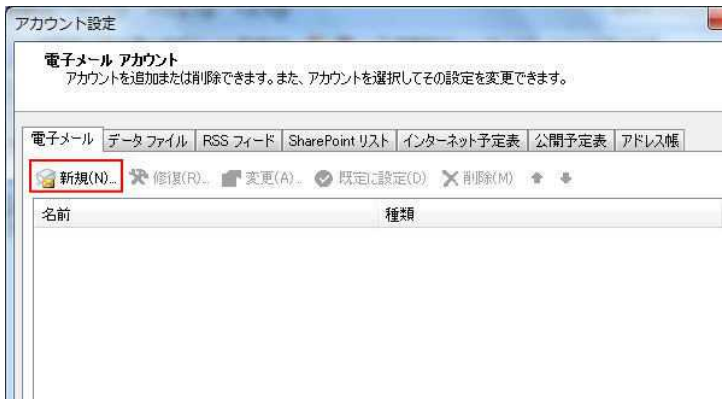 アカウント設定
電子メール アカウント
アカウントを追加または削除できます。また、アカウントを選択してその設定を変更できます。
電子メール データ ファイル RSS フィード SharePoint リスト インターネット予定表 公開予定表 アドレス帳
新規(N)... 修復(R)... 変更(A)... 既定に設定(D) 削除(M)
名前 種類